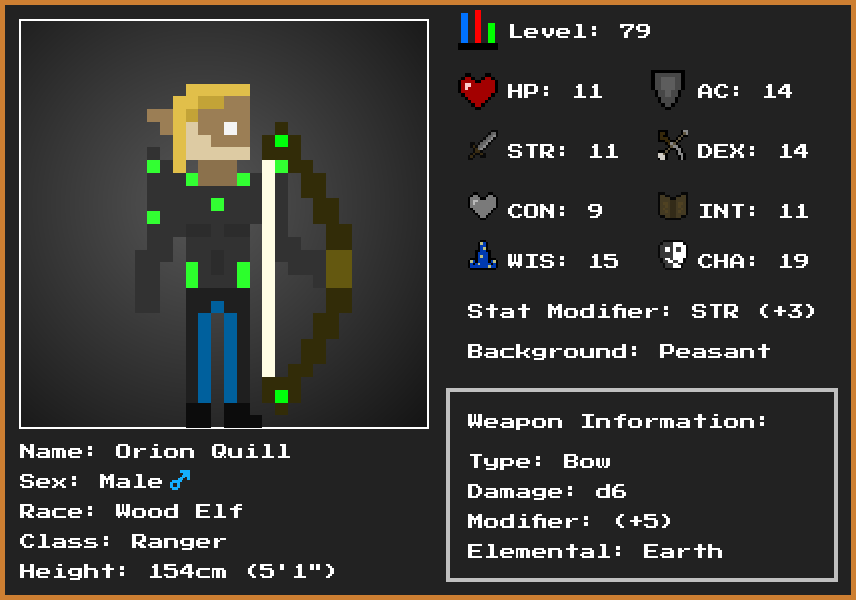 Level: 79
HP: 11
AC: 14
STR: 11
DEX: 14
CON: 9
INT: 11
WIS: 15
CHA: 19
Stat Modifier: STR (+3)
Background: Peasant
Weapon Information:
Type: Bow
Damage: d6
Modifier: (+5)
Elemental: Earth
Name: Orion Quill
Sex: Male♂
Race: Wood Elf
Class: Ranger
Height: 154cm (5'1")